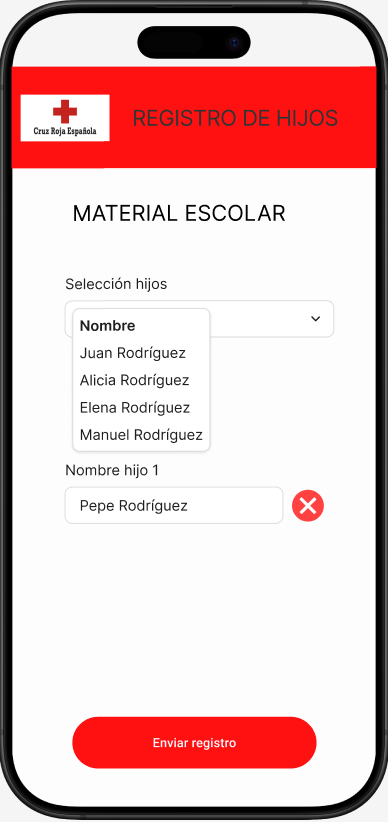 Cruz Roja Española
REGISTRO DE HIJOS
MATERIAL ESCOLAR
Selección hijos
Nombre
Juan Rodríguez
Alicia Rodríguez
Elena Rodríguez
Manuel Rodríguez
Nombre hijo 1
Pepe Rodríguez
Enviar registro